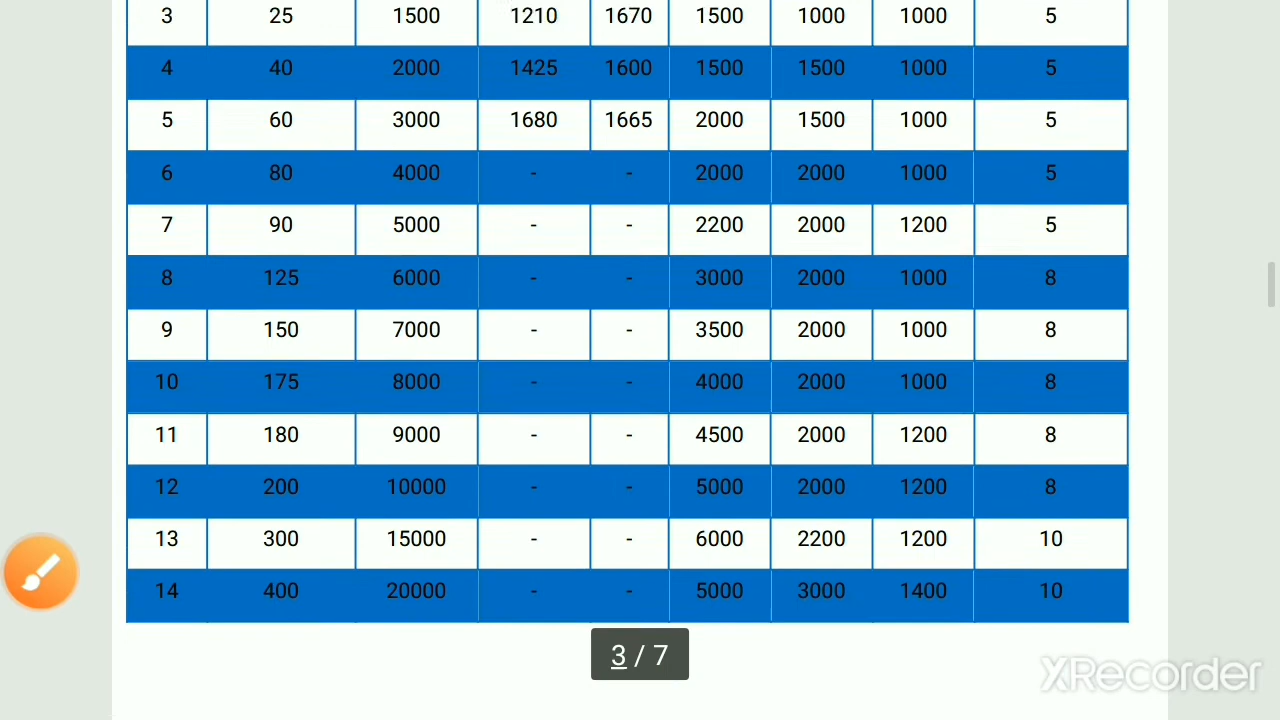 3 25 1500 1210 1670 1500 1000 1000 5
4 40 2000 1425 1600 1500 1500 1000 5
5 60 3000 1680 1665 2000 1500 1000 5
6 80 4000 - - 2000 2000 1000 5
7 90 5000 - - 2200 2000 1200 5
8 125 6000 - - 3000 2000 1000 8
9 150 7000 - - 3500 2000 1000 8
10 175 8000 - - 4000 2000 1000 8
11 180 9000 - - 4500 2000 1200 8
12 200 10000 - - 5000 2000 1200 8
13 300 15000 - - 6000 2200 1200 10
14 400 20000 - - 5000 3000 1400 10
3 / 7
XRecorder